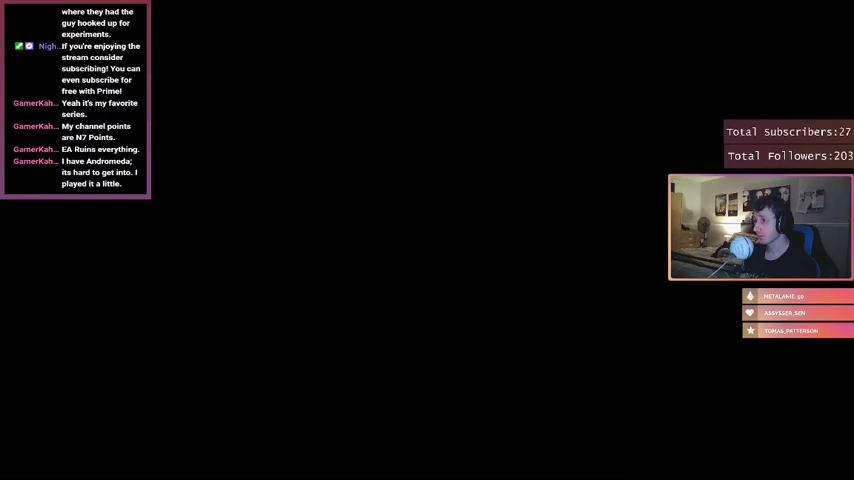 where they had the
guy hooked up for
experiments.
Nigh... If you're enjoying the
stream consider
subscribing! You can
even subscribe for
free with Prime!
GamerKah... Yeah it's my favorite
series.
GamerKah... My channel points
are N7 Points.
GamerKah... EA Ruins everything.
GamerKah... I have Andromeda;
its hard to get into. I
played it a little.
Total Subscribers:27
Total Followers:203
METALANIE: 90
ASSYSSER_SEN
TOMAS_PATTERSON